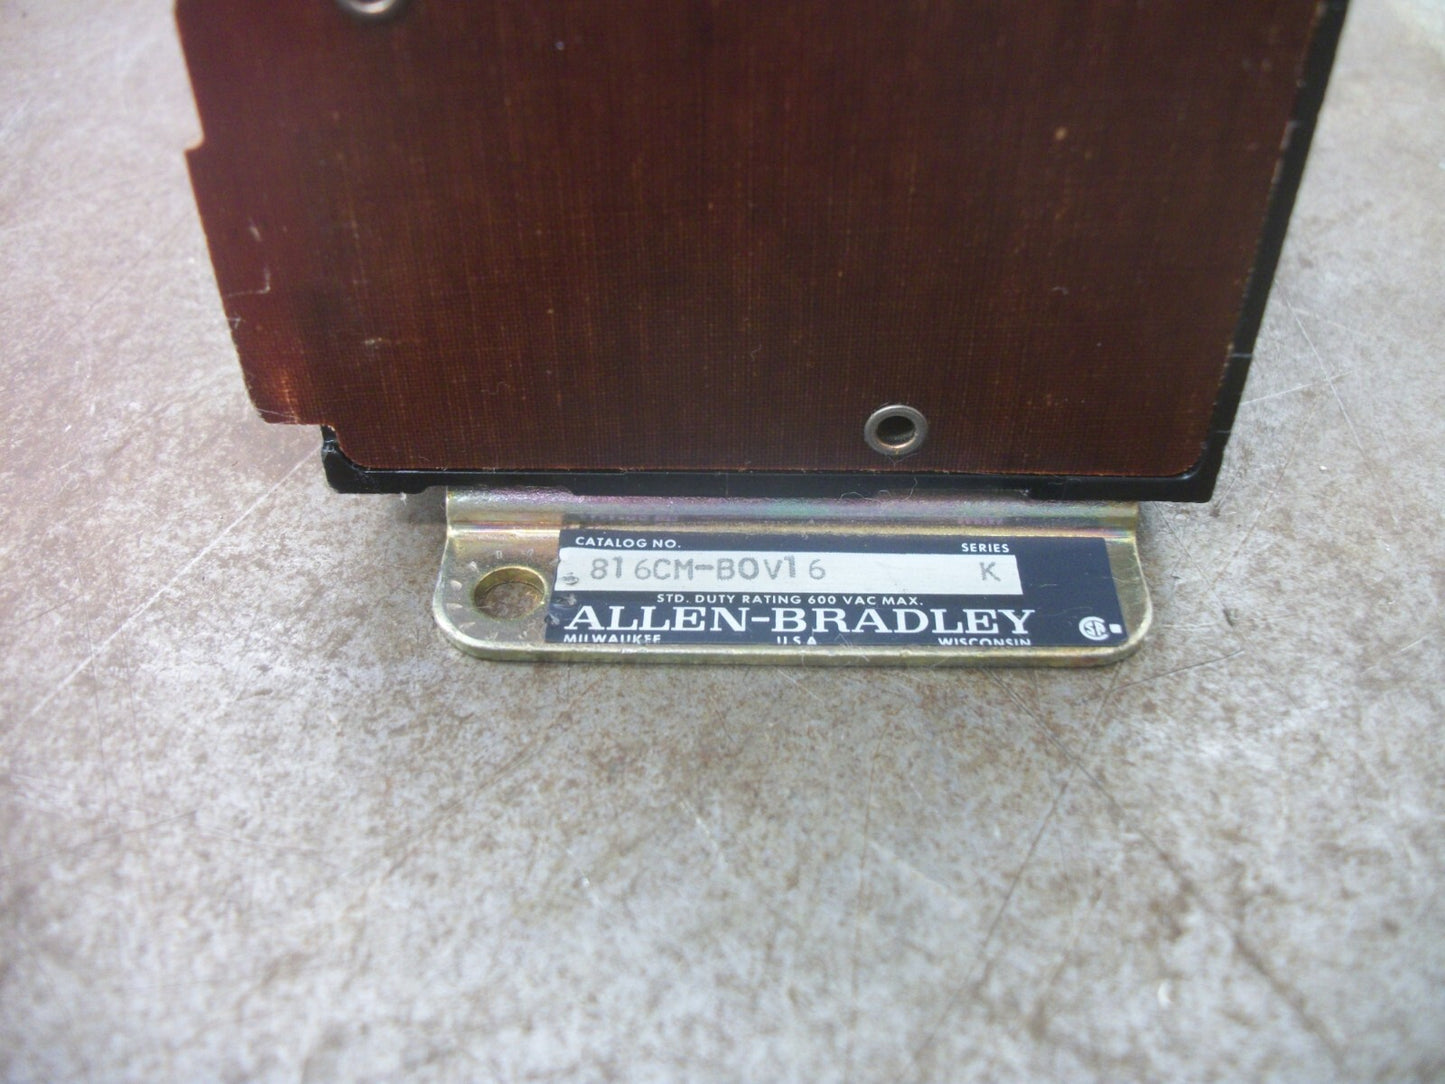 CATALOG NO. SERIES
816CM-BOV16 K
STD. DUTY RATING 600 VAC MAX.
ALLEN-BRADLEY
MILWAUKEE U.S.A. WISCONSIN